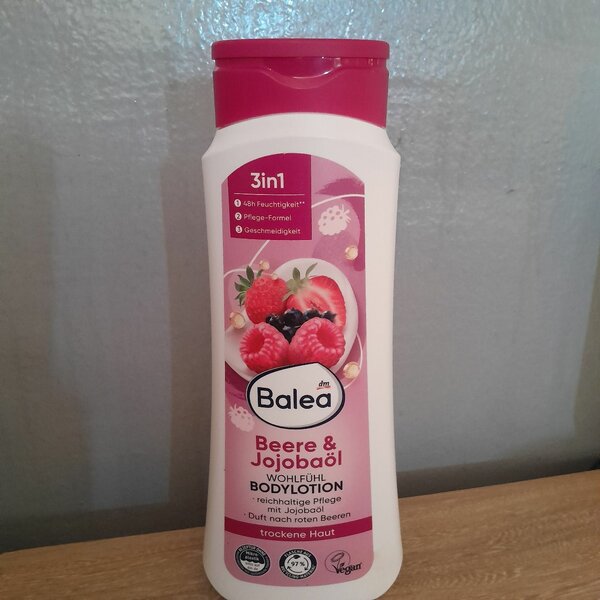 3in1
1 48h Feuchtigkeit**
2 Pflege-Formel
3 Geschmeidigkeit
dm
Balea
Beere &
Jojobaöl
WOHLFÜHL
BODYLOTION
· reichhaltige Pflege
mit Jojobaöl
· Duft nach roten Beeren
trockene Haut
97 %
Vegan